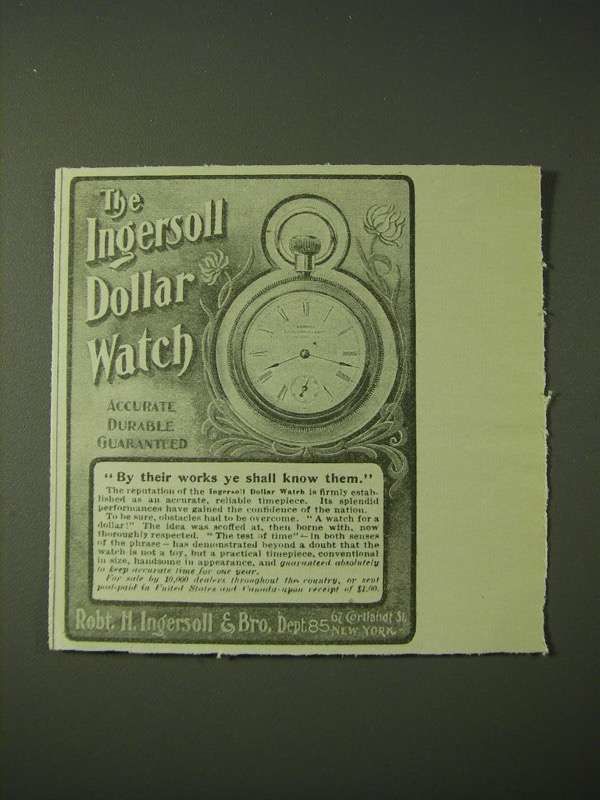 The
Ingersoll
Dollar
Watch
ACCURATE
DURABLE
GUARANTEED
"By their works ye shall know them."
The reputation of the Ingersoll Dollar Watch is firmly estab-
lished as an accurate, reliable timepiece. Its splendid
performances have gained the confidence of the nation.
To be sure, obstacles had to be overcome. "A watch for a
dollar!" The idea was scoffed at, then borne with, now
thoroughly respected. "The test of time"—in both senses
of the phrase—has demonstrated beyond a doubt that the
watch is not a toy, but a practical timepiece, conventional
in size, handsome in appearance, and guaranteed absolutely
to keep accurate time for one year.
For sale by 10,000 dealers throughout the country, or sent
post-paid in United States and Canada upon receipt of $1.00.
Robt. H. Ingersoll & Bro. Dept. 85 67 Cortlandt St.
NEW YORK